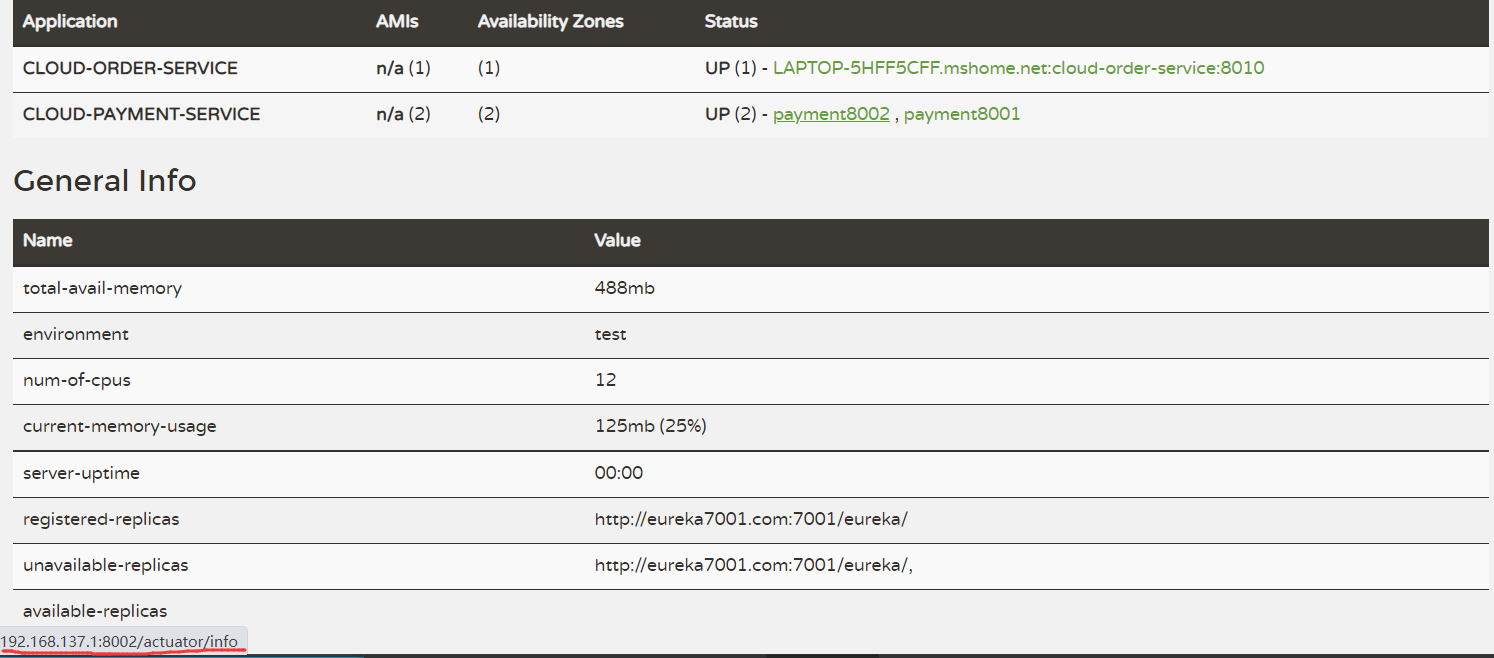 Application AMIs Availability Zones Status
CLOUD-ORDER-SERVICE n/a (1) (1) UP (1) - LAPTOP-5HFF5CFF.mshome.net:cloud-order-service:8010
CLOUD-PAYMENT-SERVICE n/a (2) (2) UP (2) - payment8002 , payment8001
General Info
Name Value
total-avail-memory 488mb
environment test
num-of-cpus 12
current-memory-usage 125mb (25%)
server-uptime 00:00
registered-replicas http://eureka7001.com:7001/eureka/
unavailable-replicas http://eureka7001.com:7001/eureka/,
available-replicas
192.168.137.1:8002/actuator/info